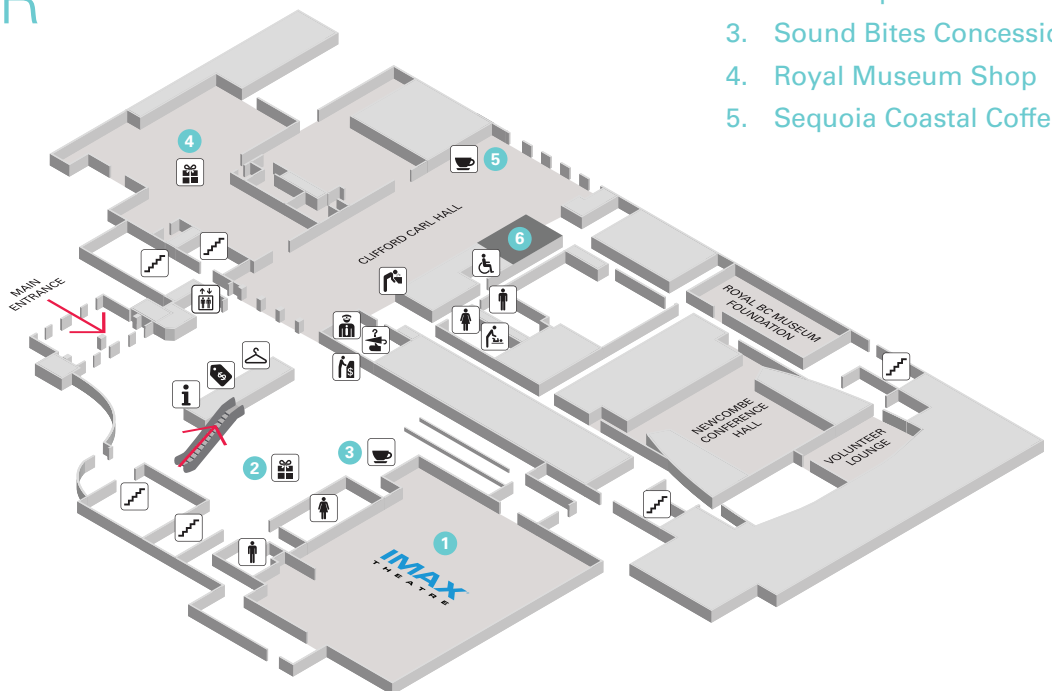 R
3. Sound Bites Concessio
4. Royal Museum Shop
5. Sequoia Coastal Coffe
4
5
CLIFFORD CARL HALL
6
MAIN
ENTRANCE
ROYAL BC MUSEUM
FOUNDATION
$
$
i
NEWCOMBE
CONFERENCE
HALL
VOLUNTEER
LOUNGE
3
2
1
IMAX
THEATRE